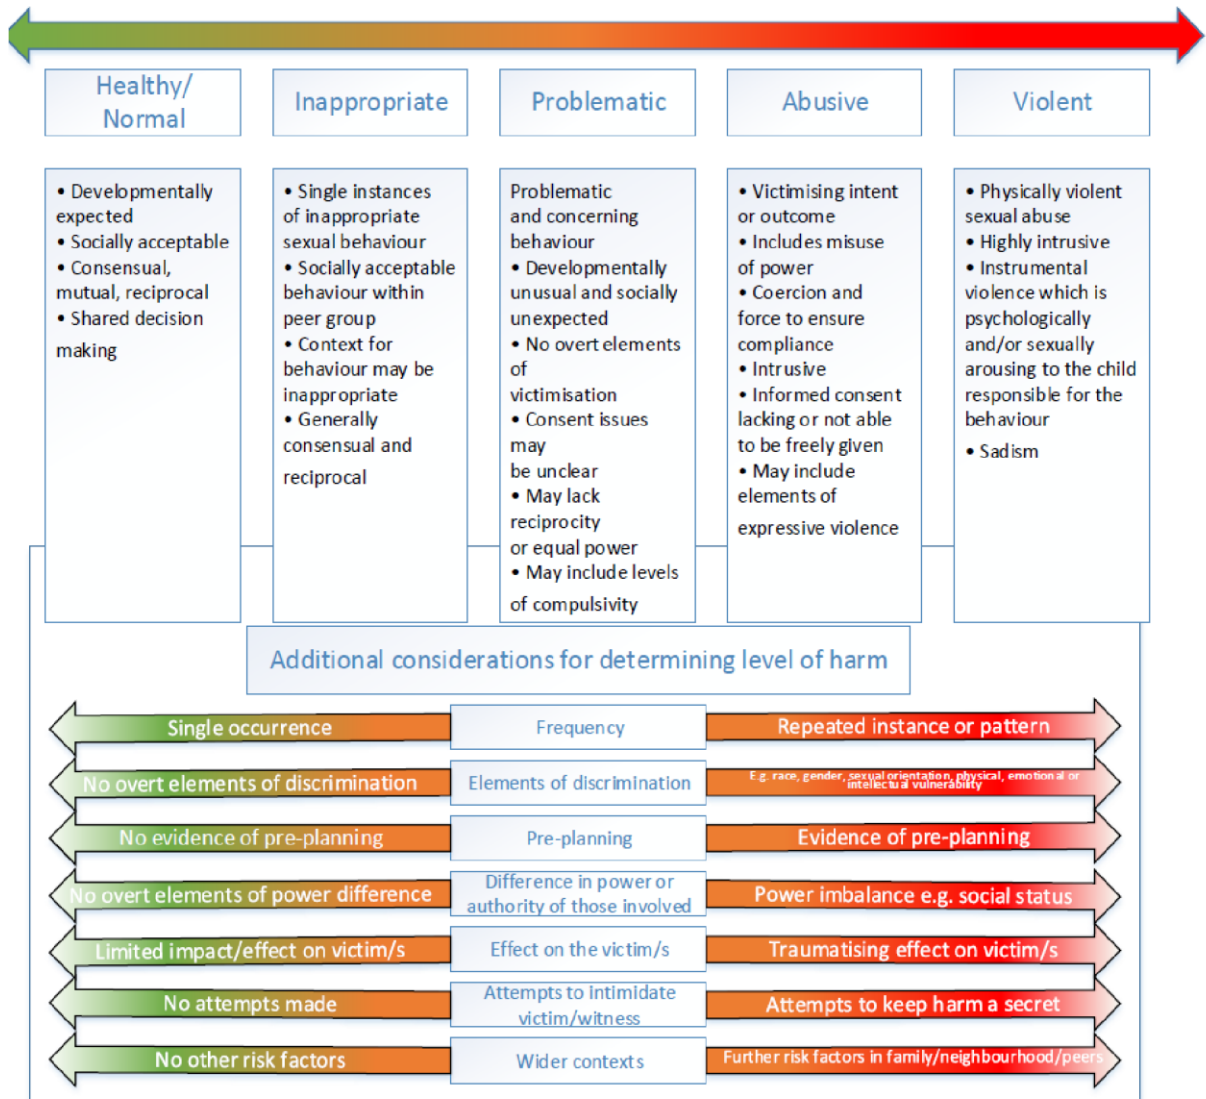 Healthy/
Normal
Inappropriate
Problematic
Abusive
Violent
• Developmentally
expected
• Socially acceptable
• Consensual,
mutual, reciprocal
• Shared decision
making
• Single instances
of inappropriate
sexual behaviour
• Socially acceptable
behaviour within
peer group
• Context for
behaviour may be
inappropriate
• Generally
consensual and
reciprocal
Problematic
and concerning
behaviour
• Developmentally
unusual and socially
unexpected
• No overt elements
of
victimisation
• Consent issues
may
be unclear
• May lack
reciprocity
or equal power
• May include levels
of compulsivity
• Victimising intent
or outcome
• Includes misuse
of power
• Coercion and
force to ensure
compliance
• Intrusive
• Informed consent
lacking or not able
to be freely given
• May include
elements of
expressive violence
• Physically violent
sexual abuse
• Highly intrusive
• Instrumental
violence which is
psychologically
and/or sexually
arousing to the child
responsible for the
behaviour
• Sadism
Additional considerations for determining level of harm
Single occurrence
Frequency
Repeated instance or pattern
No overt elements of discrimination
Elements of discrimination
E.g. race, gender, sexual orientation, physical, emotional or
intellectual vulnerability
No evidence of pre-planning
Pre-planning
Evidence of pre-planning
No overt elements of power difference
Difference in power or
authority of those involved
Power imbalance e.g. social status
Limited impact/effect on victim/s
Effect on the victim/s
Traumatising effect on victim/s
No attempts made
Attempts to intimidate
victim/witness
Attempts to keep harm a secret
No other risk factors
Wider contexts
Further risk factors in family/neighbourhood/peers